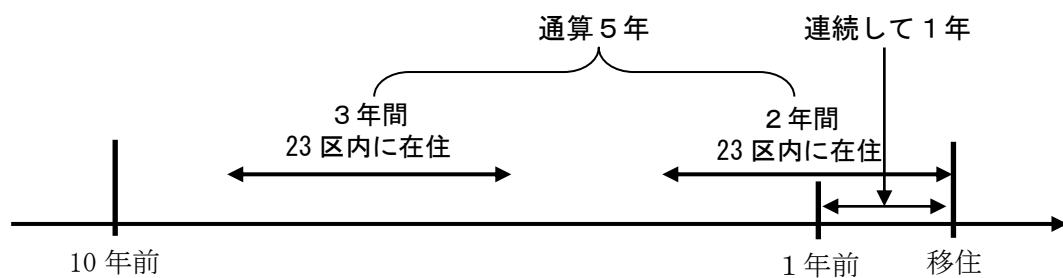 通算５年
連続して１年
３年間
23 区内に在住
２年間
23 区内に在住
10 年前
１年前
移住